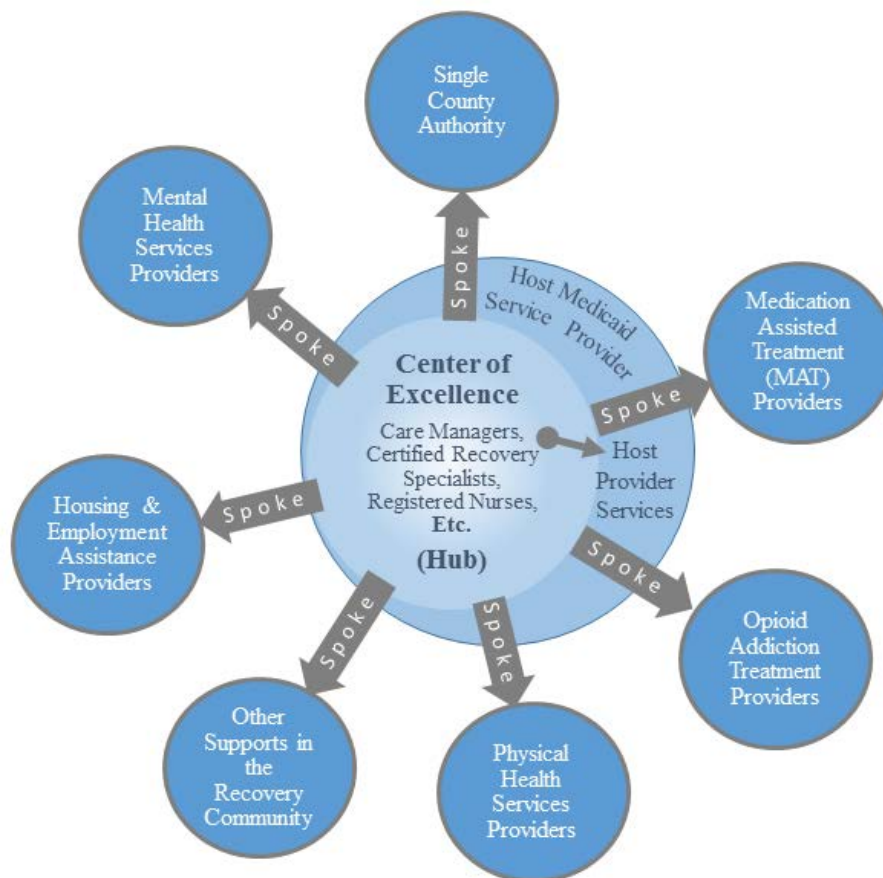 Single
County
Authority
Mental
Health
Services
Providers
Spoke
Spoke
Host Medicaid
Service Provider
Medication
Assisted
Treatment
(MAT)
Providers
Spoke
Center of
Excellence
Care Managers,
Certified Recovery
Specialists,
Registered Nurses,
Etc.
(Hub)
Host
Provider
Services
Housing &
Employment
Assistance
Providers
Spoke
Spoke
Opioid
Addiction
Treatment
Providers
Spoke
Spoke
Other
Supports in
the
Recovery
Community
Physical
Health
Services
Providers